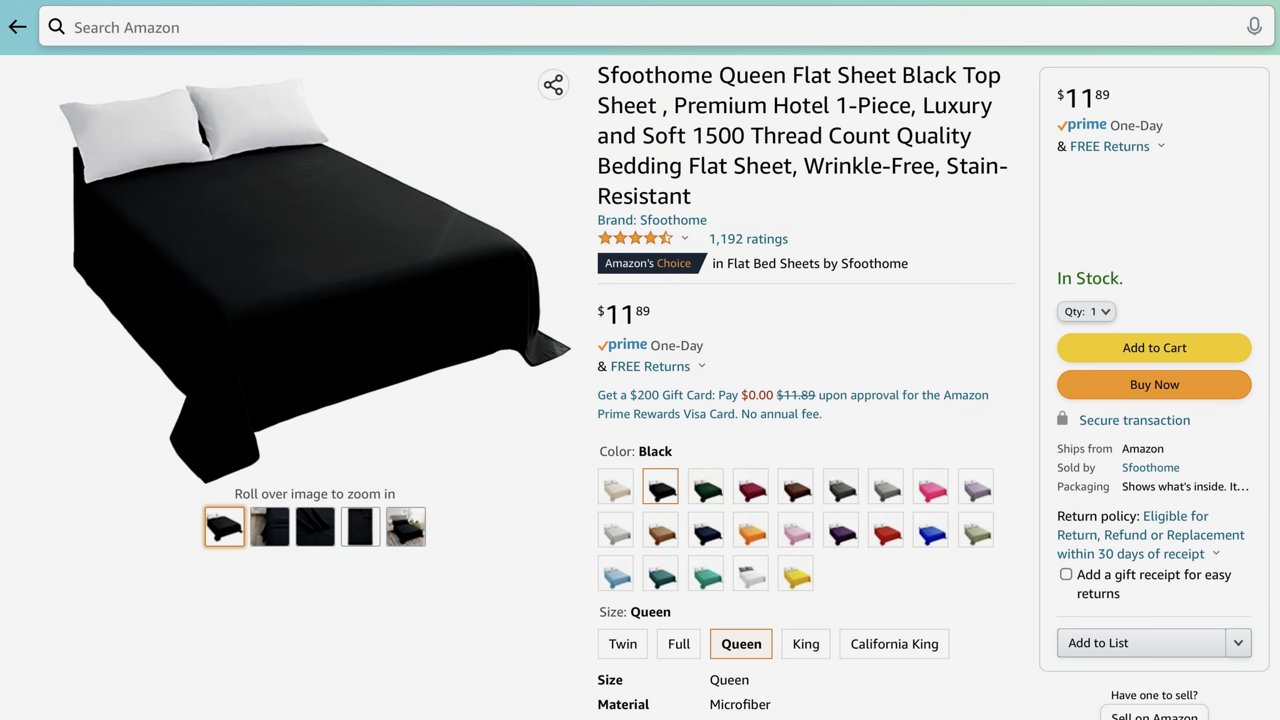 Search Amazon
Sfoothome Queen Flat Sheet Black Top
Sheet , Premium Hotel 1-Piece, Luxury
and Soft 1500 Thread Count Quality
Bedding Flat Sheet, Wrinkle-Free, Stain-
Resistant
Brand: Sfoothome
1,192 ratings
Amazon's Choice in Flat Bed Sheets by Sfoothome
$11 89
prime One-Day
& FREE Returns
Get a $200 Gift Card: Pay $0.00 $11.89 upon approval for the Amazon
Prime Rewards Visa Card. No annual fee.
Color: Black
Roll over image to zoom in
Size: Queen
Twin Full Queen King California King
Size Queen
Material Microfiber
$11 89
prime One-Day
& FREE Returns
In Stock.
Qty: 1
Add to Cart
Buy Now
Secure transaction
Ships from Amazon
Sold by Sfoothome
Packaging Shows what's inside. It…
Return policy: Eligible for
Return, Refund or Replacement
within 30 days of receipt
Add a gift receipt for easy
returns
Add to List
Have one to sell?
Sell on Amazon